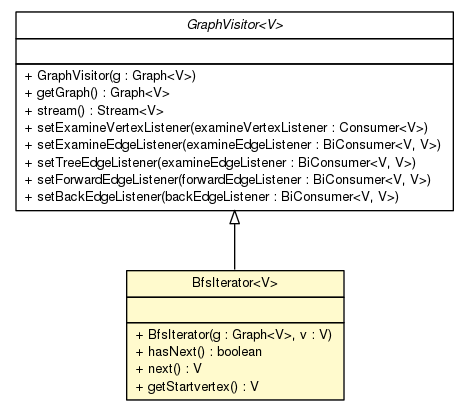 GraphVisitor<V>
+ GraphVisitor(g : Graph<V>)
+ getGraph() : Graph<V>
+ stream() : Stream<V>
+ setExamineVertexListener(examineVertexListener : Consumer<V>)
+ setExamineEdgeListener(examineEdgeListener : BiConsumer<V, V>)
+ setTreeEdgeListener(examineEdgeListener : BiConsumer<V, V>)
+ setForwardEdgeListener(forwardEdgeListener : BiConsumer<V, V>)
+ setBackEdgeListener(backEdgeListener : BiConsumer<V, V>)
BfsIterator<V>
+ BfsIterator(g : Graph<V>, v : V)
+ hasNext() : boolean
+ next() : V
+ getStartvertex() : V